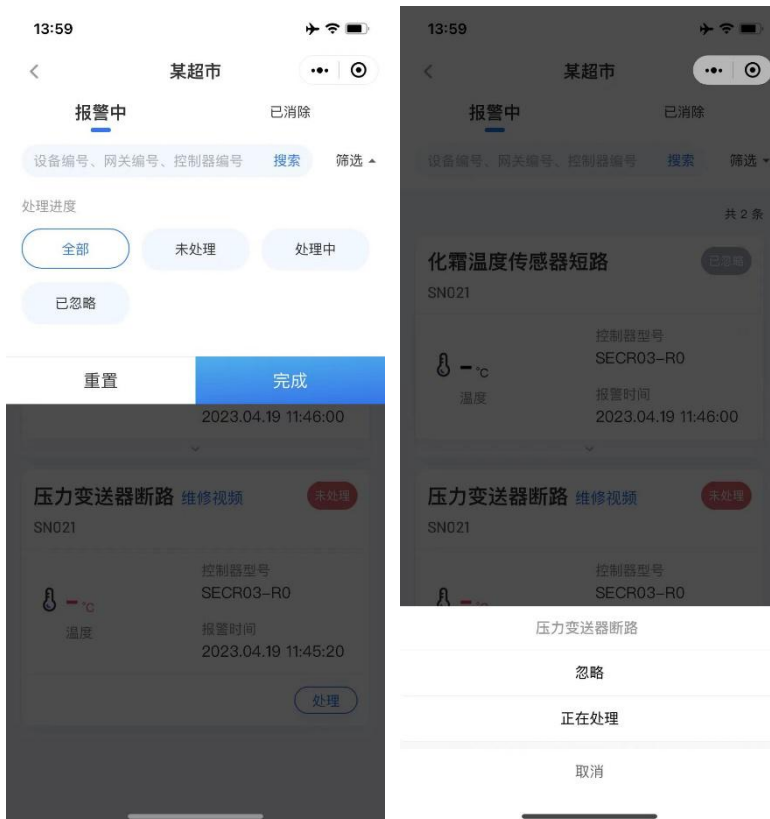 13:59
某超市
报警中 已消除
设备编号、网关编号、控制器编号 搜索 筛选
处理进度
全部 未处理 处理中
已忽略
重置 完成
2023.04.19 11:46:00
压力变送器断路 维修视频 未处理
SN021
控制器型号
SECR03-R0
°C
温度 报警时间
2023.04.19 11:45:20
处理
13:59
某超市
报警中 已消除
设备编号、网关编号、控制器编号 搜索 筛选
共 2 条
化霜温度传感器短路 已忽略
SN021
控制器型号
SECR03-R0
°C
温度 报警时间
2023.04.19 11:46:00
压力变送器断路 维修视频 未处理
SN021
控制器型号
SECR03-R0
°C
压力变送器断路
忽略
正在处理
取消